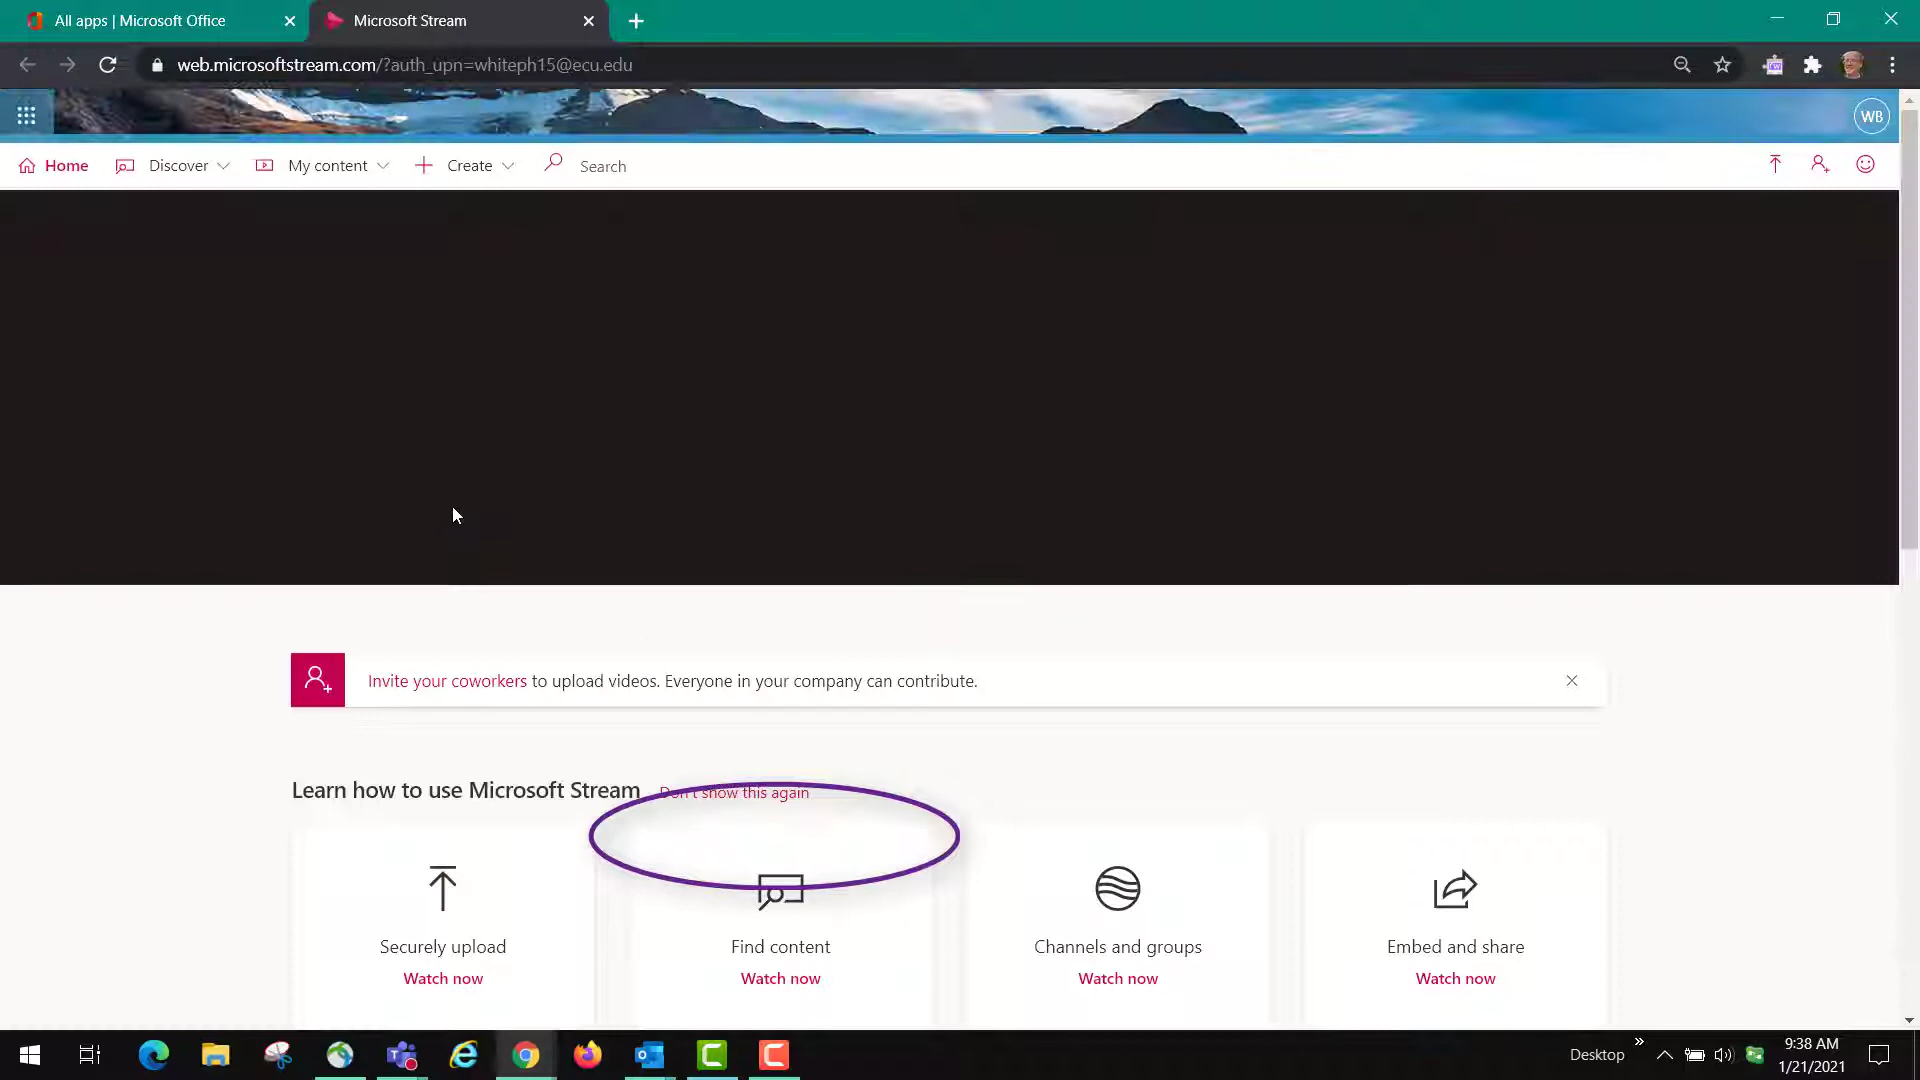 All apps | Microsoft Office
Microsoft Stream
web.microsoftstream.com/?auth_upn=whiteph15@ecu.edu
WB
Home
Discover
My content
Create
Search
Invite your coworkers to upload videos. Everyone in your company can contribute.
Learn how to use Microsoft Stream
Don't show this again
Securely upload
Find content
Channels and groups
Embed and share
Watch now
Watch now
Watch now
Watch now
Desktop
9:38 AM
1/21/2021